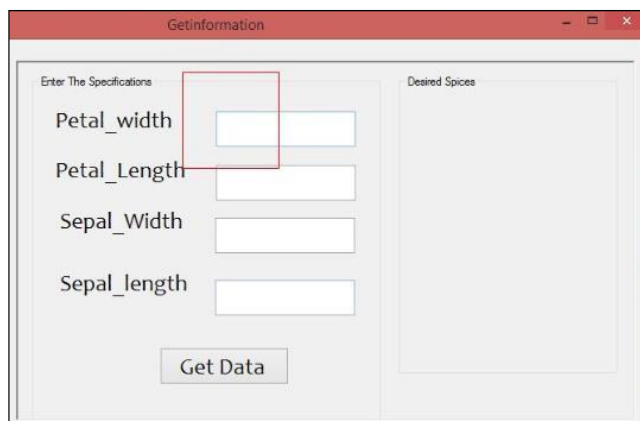 Getinformation
Enter The Specifications
Desired Spices
Petal_width
Petal_Length
Sepal_Width
Sepal_length
Get Data